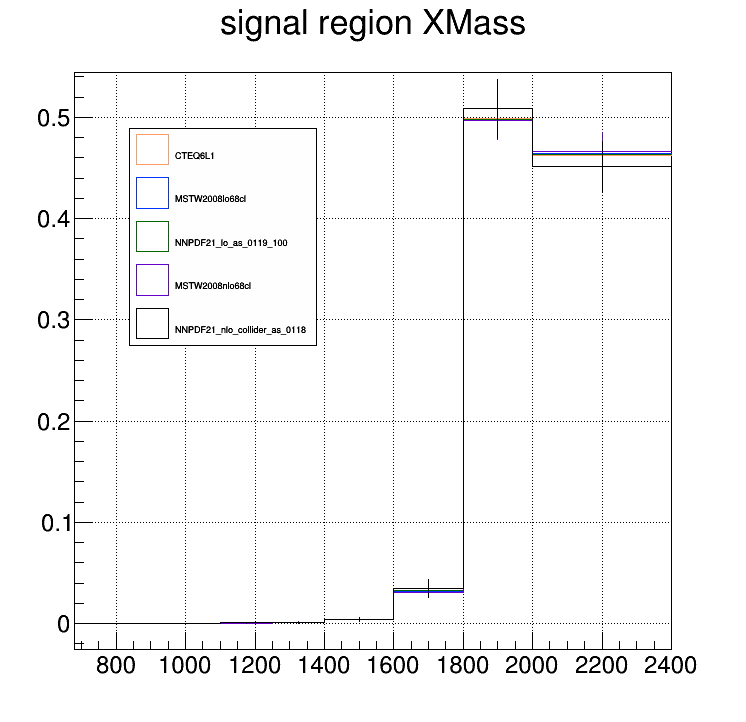 signal region XMass
0.5
0.4
0.3
0.2
0.1
0
CTEQ6L1
MSTW2008lo68cl
NNPDF21_lo_as_0119_100
MSTW2008nlo68cl
NNPDF21_nlo_collider_as_0118
800 1000 1200 1400 1600 1800 2000 2200 2400